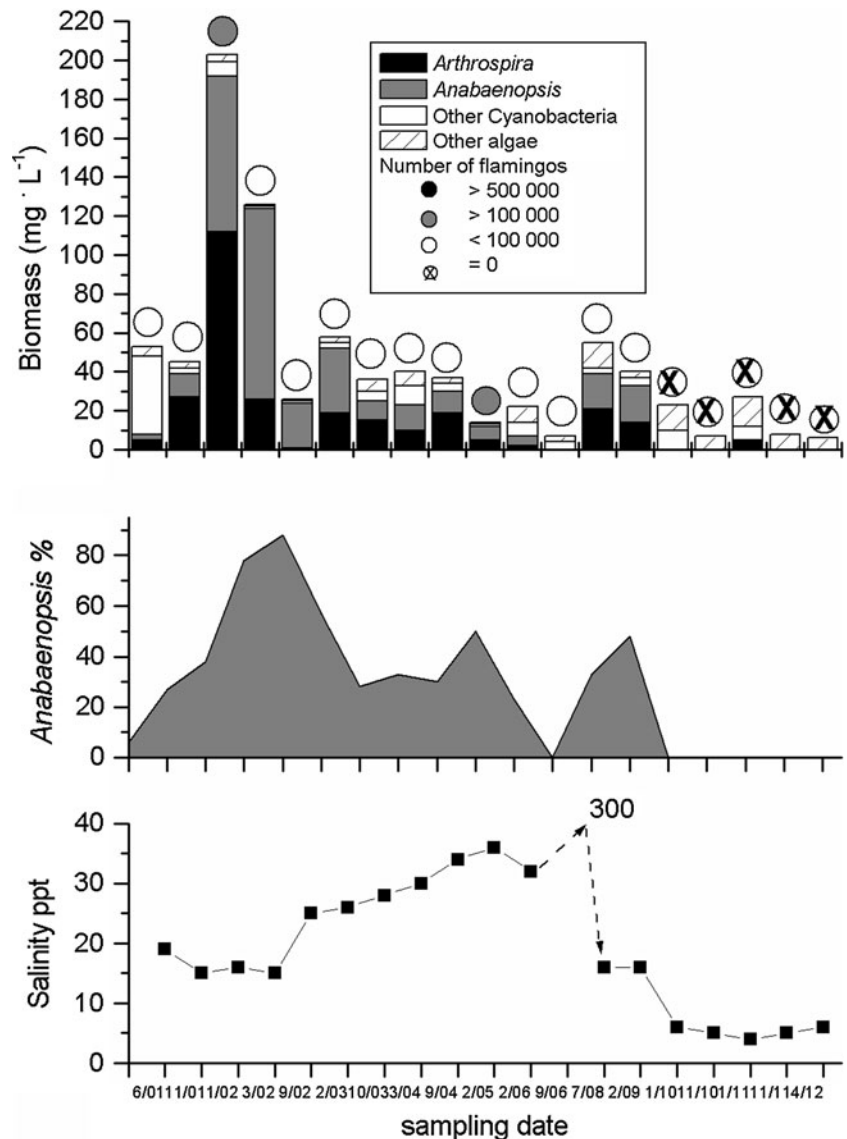 220
200
180
160
140
120
100
80
60
40
20
0
Biomass (mg · L⁻¹)
Arthrospira
Anabaenopsis
Other Cyanobacteria
Other algae
Number of flamingos
> 500 000
> 100 000
< 100 000
= 0
X X X X X
80
60
40
20
0
Anabaenopsis %
300
40
30
20
10
0
Salinity ppt
6/01 11/01 1/02 3/02 9/02 2/03 10/03 3/04 9/04 2/05 2/06 9/06 7/08 2/09 1/10 11/10 1/11 11/11 4/12
sampling date